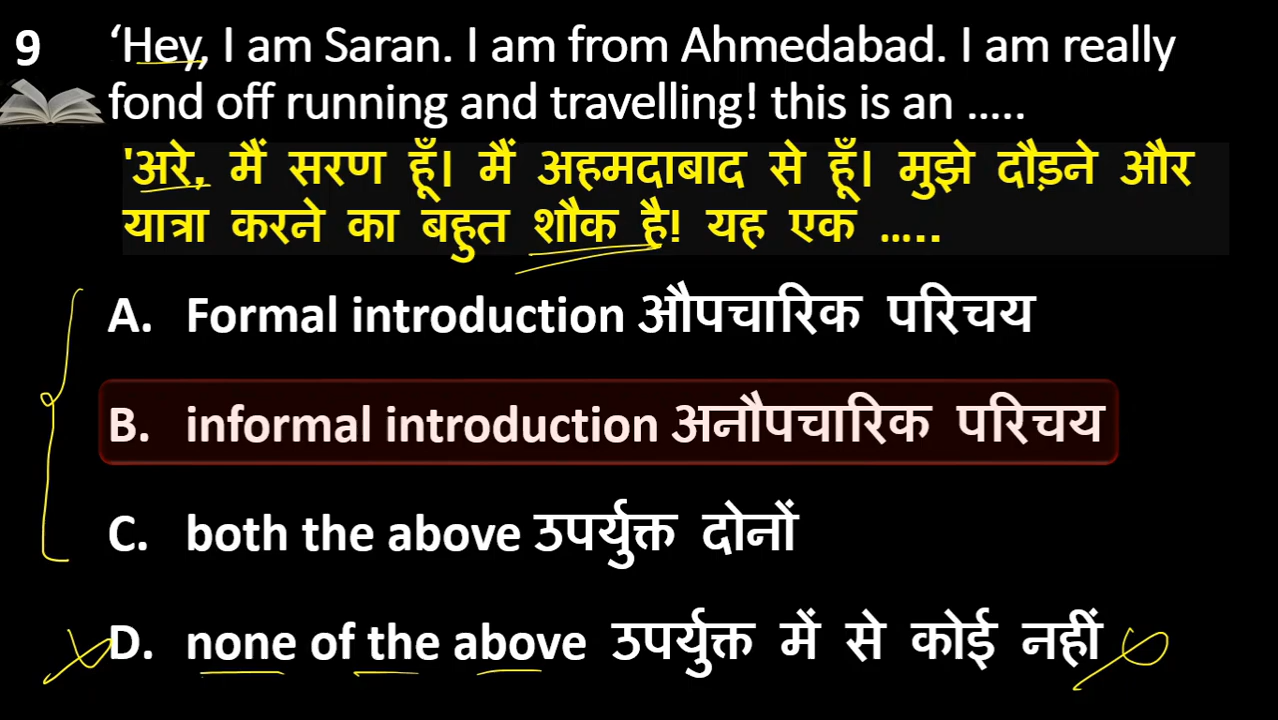 9 ‘Hey, I am Saran. I am from Ahmedabad. I am really
fond off running and travelling! this is an …..
'अरे, मैं सरण हूँ। मैं अहमदाबाद से हूँ। मुझे दौड़ने और
यात्रा करने का बहुत शौक है! यह एक …..
A. Formal introduction औपचारिक परिचय
B. informal introduction अनौपचारिक परिचय
C. both the above उपर्युक्त दोनों
D. none of the above उपर्युक्त में से कोई नहीं